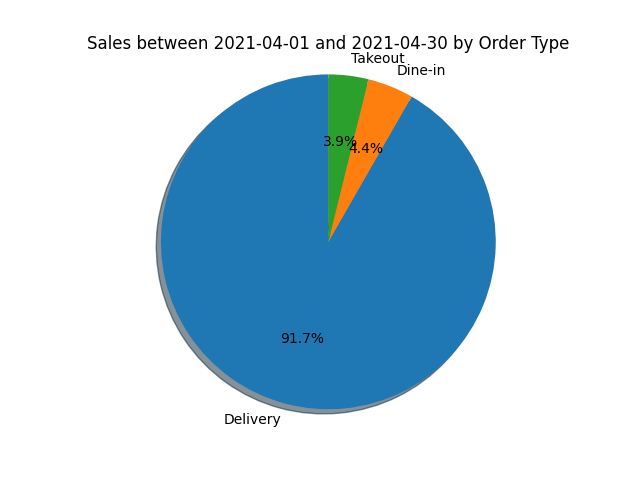 Sales between 2021-04-01 and 2021-04-30 by Order Type
Takeout
Dine-in
3.9%
4.4%
91.7%
Delivery